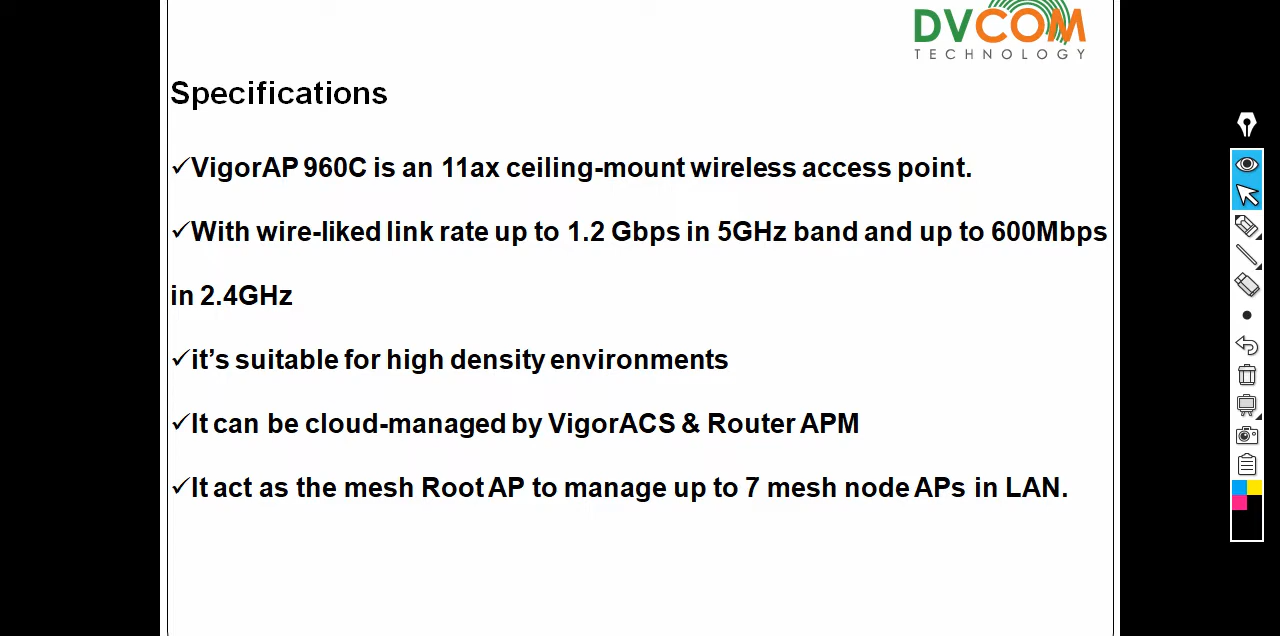 DVCOM
TECHNOLOGY
Specifications
✓VigorAP 960C is an 11ax ceiling-mount wireless access point.
✓With wire-liked link rate up to 1.2 Gbps in 5GHz band and up to 600Mbps
in 2.4GHz
✓it's suitable for high density environments
✓It can be cloud-managed by VigorACS & Router APM
✓It act as the mesh Root AP to manage up to 7 mesh node APs in LAN.